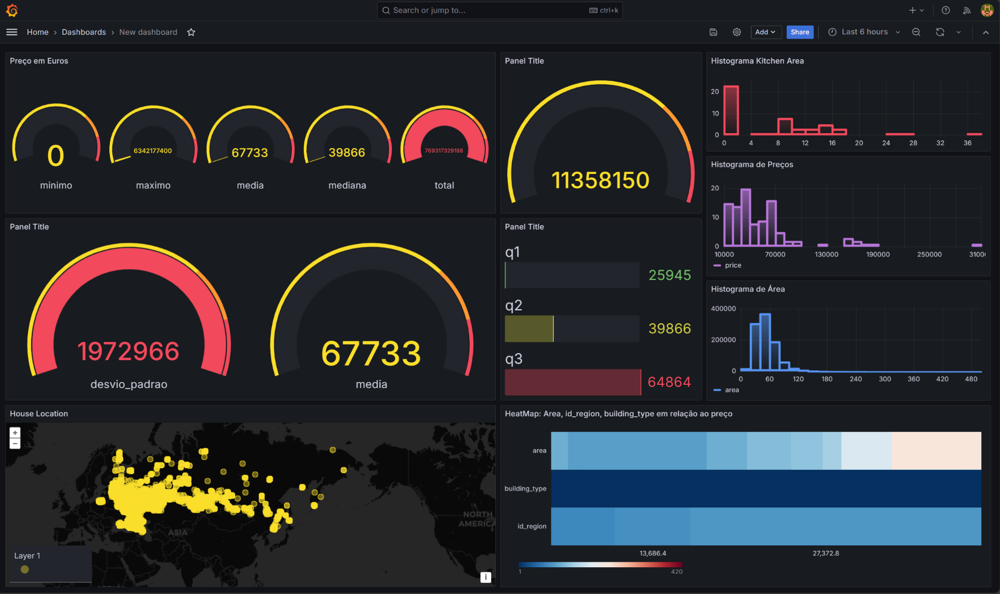 Search or jump to...
ctrl+k
Home › Dashboards › New dashboard
Add
Share
Last 6 hours
Preço em Euros
0
minimo
6342177400
maximo
67733
media
39866
mediana
769317329188
total
Panel Title
11358150
Histograma Kitchen Area
20
10
0
0 4 8 12 16 20 24 28 32 36
Histograma de Preços
20
10
0
10000 70000 130000 190000 250000 31000
price
Panel Title
1972966
desvio_padrao
67733
media
Panel Title
q1
25945
q2
39866
q3
64864
Histograma de Área
400000
200000
0
0 60 120 180 240 300 360 420 480
area
House Location
+
−
ASIA
NORTH
AMERICA
Layer 1
i
HeatMap: Area, id_region, building_type em relação ao preço
area
building_type
id_region
13,686.4 27,372.8
1 420